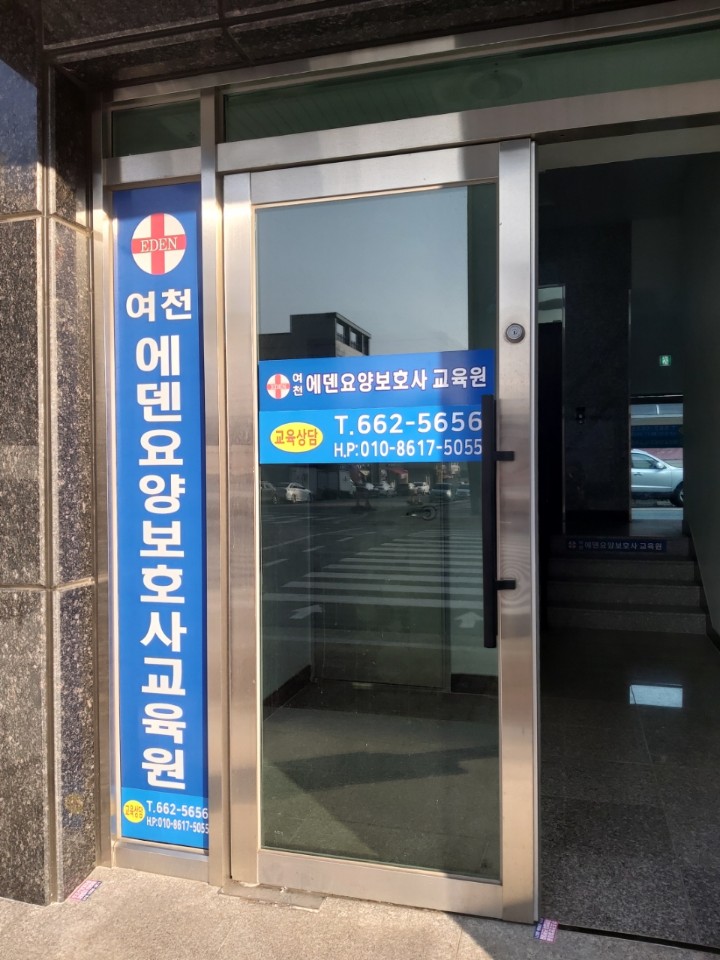 EDEN
여천
에덴요양보호사교육원
교육상담
T.662-5656
H.P:010-8617-5055
EDEN
여천
에덴요양보호사 교육원
교육상담
T.662-5656
H.P:010-8617-5055
에덴요양보호사 교육원